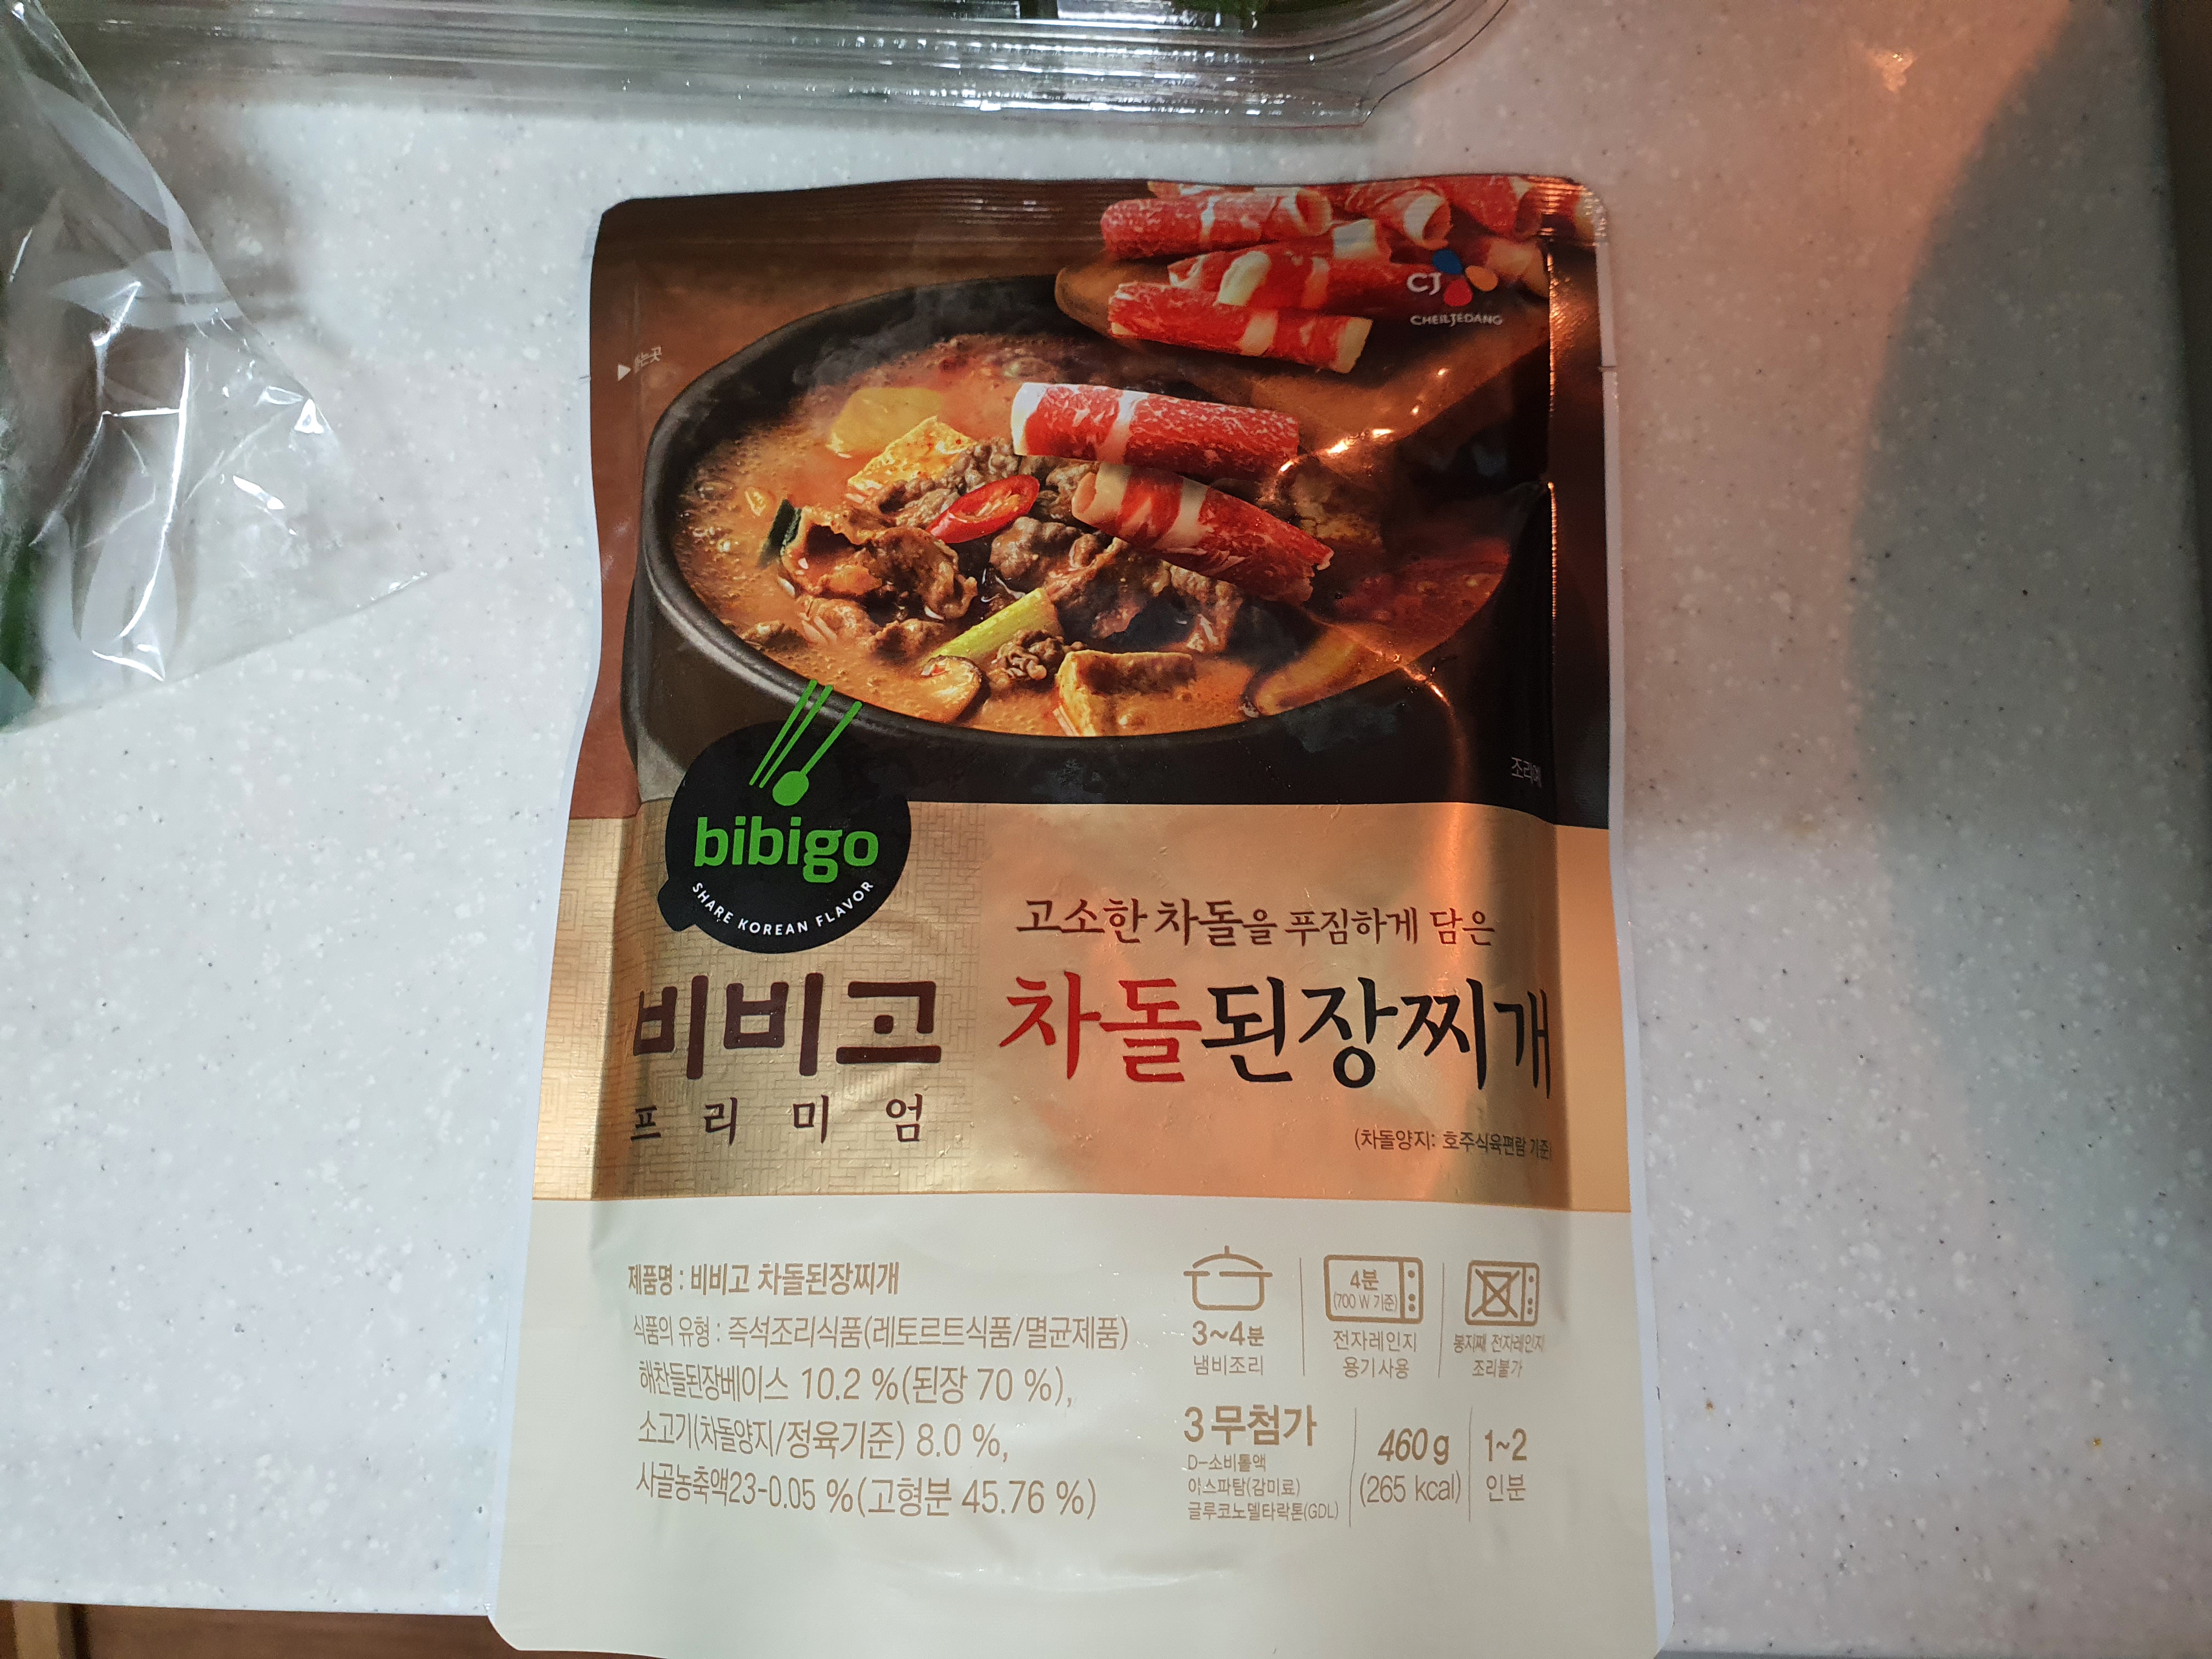 CJ
CHEILJEDANG
bibigo
SHARE KOREAN FLAVOR
고소한 차돌을 푸짐하게 담은
비비고
프리미엄
차돌된장찌개
(차돌양지: 호주식육편람 기준)
제품명 : 비비고 차돌된장찌개
식품의 유형 : 즉석조리식품(레토르트식품/멸균제품)
해찬들된장베이스 10.2 %(된장 70 %),
소고기(차돌양지/정육기준) 8.0 %,
사골농축액23-0.05 %(고형분 45.76 %)
3~4분
냄비조리
4분
(700 W 기준)
전자레인지
용기사용
봉지째 전자레인지
조리불가
3무첨가
D-소비톨액
아스파탐(감미료)
글루코노델타락톤(GDL)
460 g
(265 kcal)
1~2
인분